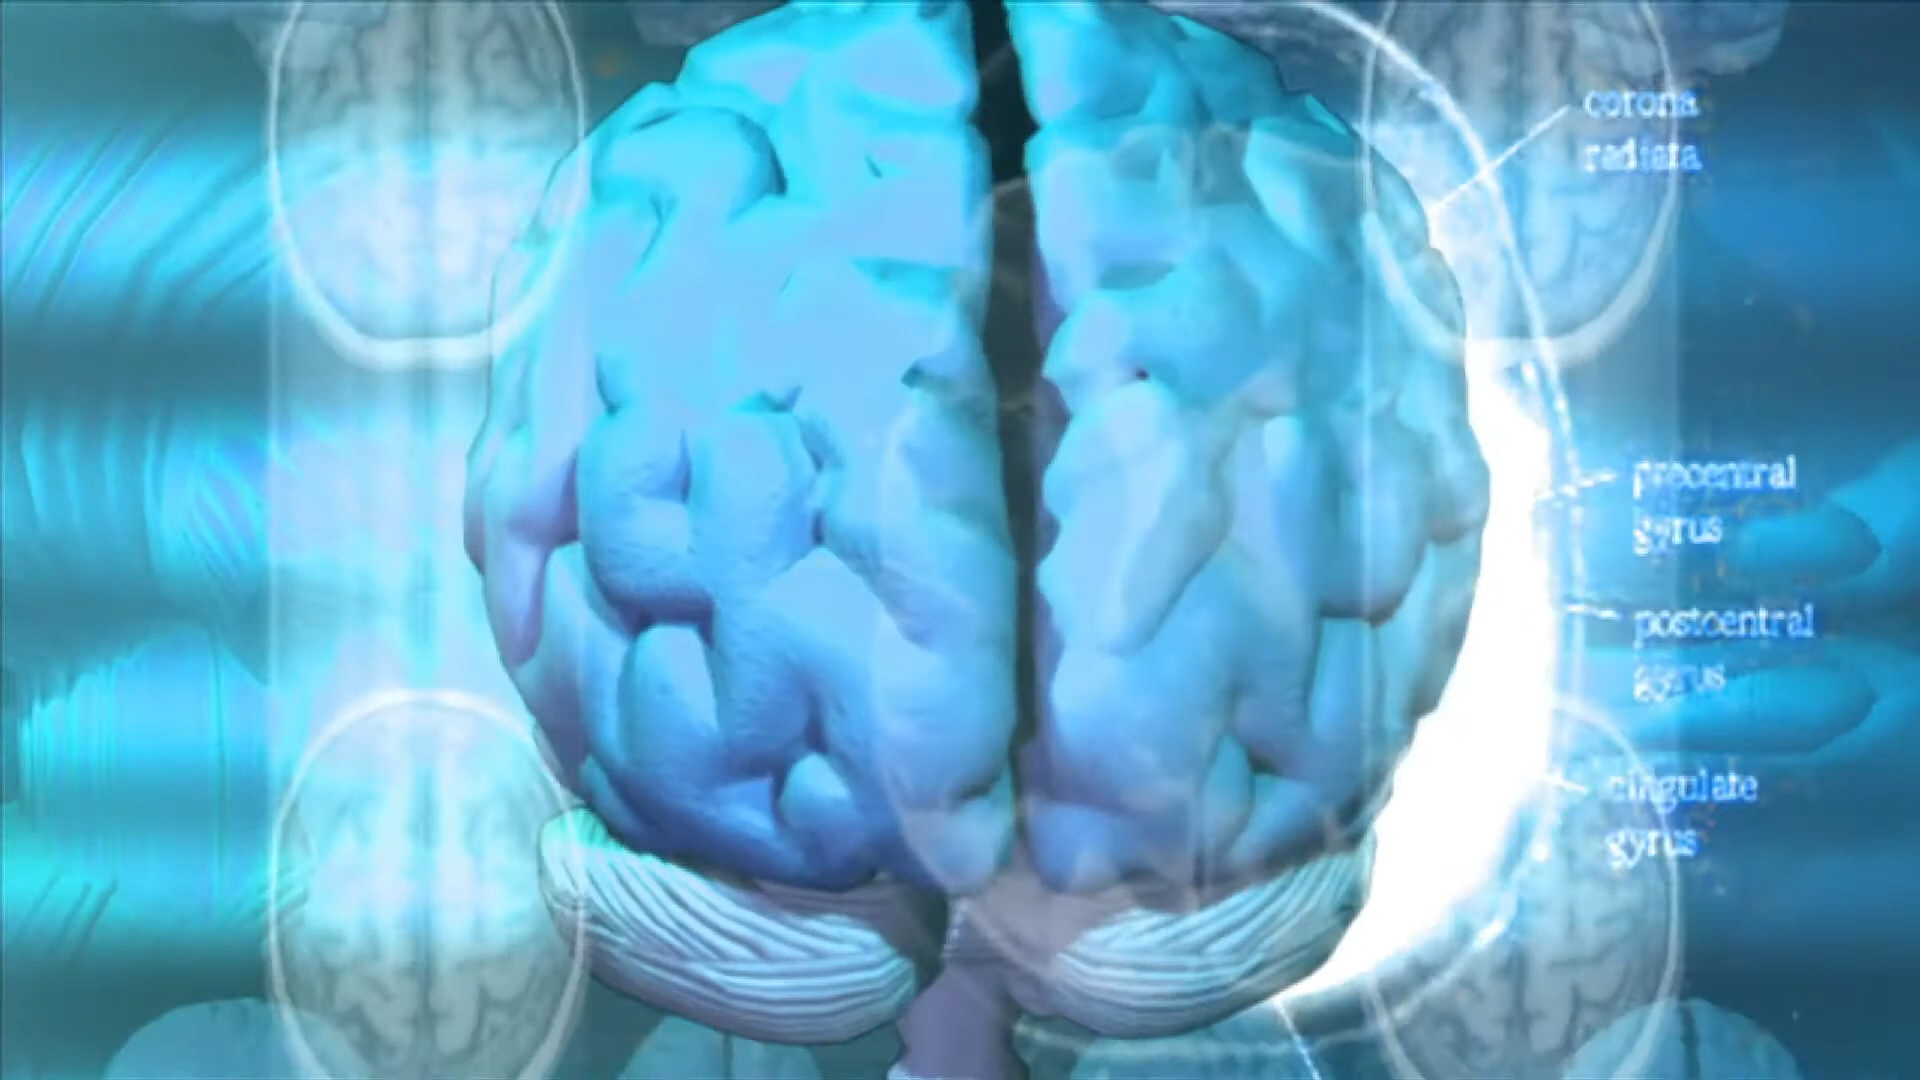 corona
radiata
precentral
gyrus
postcentral
gyrus
cingulate
gyrus